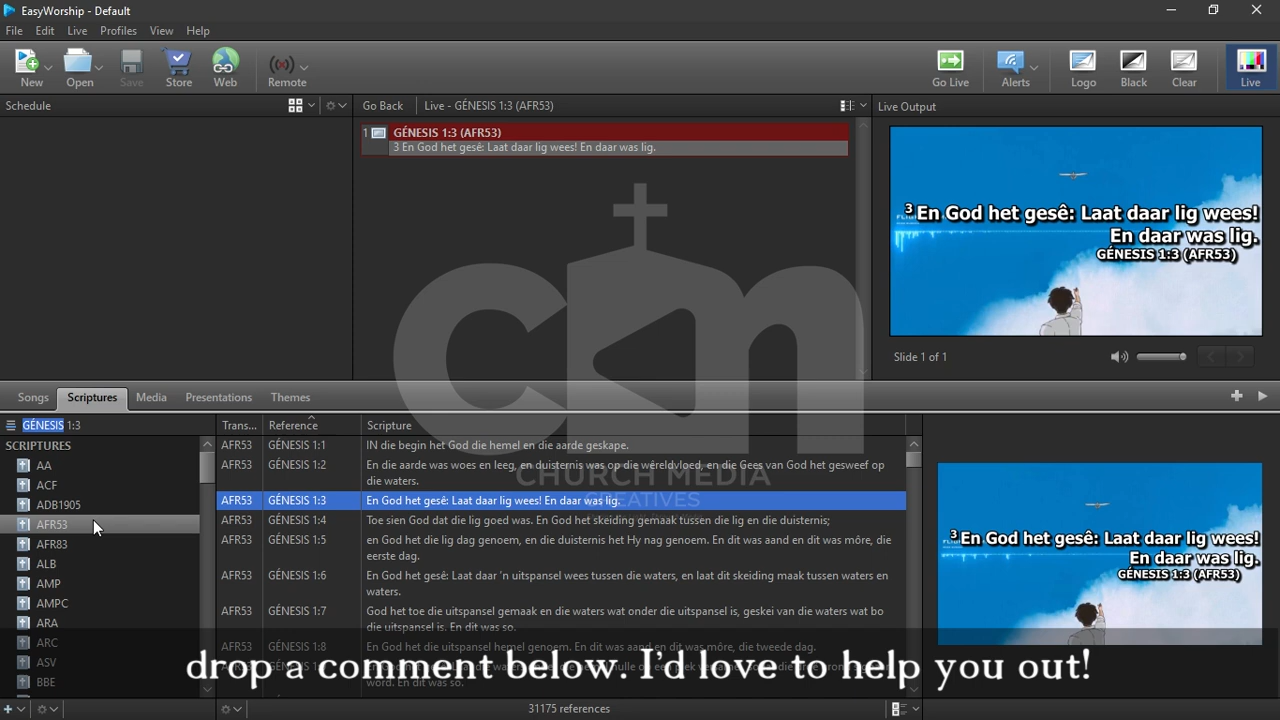 EasyWorship - Default
File Edit Live Profiles View Help
New Open Save Store Web Remote Go Live Alerts Logo Black Clear Live
Schedule
Go Back Live - GÉNESIS 1:3 (AFR53)
Live Output
1 GÉNESIS 1:3 (AFR53)
3 En God het gesê: Laat daar lig wees! En daar was lig.
3 En God het gesê: Laat daar lig wees!
En daar was lig.
GÉNESIS 1:3 (AFR53)
Slide 1 of 1
cm
CHURCH MEDIA
CREATIVES
Songs Scriptures Media Presentations Themes
GÉNESIS 1:3
Trans... Reference Scripture
SCRIPTURES
AA
ACF
ADB1905
AFR53
AFR83
ALB
AMP
AMPC
ARA
ARC
ASV
BBE
AFR53 GÉNESIS 1:1 IN die begin het God die hemel en die aarde geskape.
AFR53 GÉNESIS 1:2 En die aarde was woes en leeg, en duisternis was op die wêreldvloed, en die Gees van God het gesweef op
die waters.
AFR53 GÉNESIS 1:3 En God het gesê: Laat daar lig wees! En daar was lig.
AFR53 GÉNESIS 1:4 Toe sien God dat die lig goed was. En God het skeiding gemaak tussen die lig en die duisternis;
AFR53 GÉNESIS 1:5 en God het die lig dag genoem, en die duisternis het Hy nag genoem. En dit was aand en dit was môre, die
eerste dag.
AFR53 GÉNESIS 1:6 En God het gesê: Laat daar 'n uitspansel wees tussen die waters, en laat dit skeiding maak tussen waters en
waters.
AFR53 GÉNESIS 1:7 God het toe die uitspansel gemaak en die waters wat onder die uitspansel is, geskei van die waters wat bo
die uitspansel is. En dit was so.
AFR53 GÉNESIS 1:8 En God het die uitspansel hemel genoem. En dit was aand en dit was môre, die tweede dag.
word. En dit was so.
3 En God het gesê: Laat daar lig wees!
En daar was lig.
GÉNESIS 1:3 (AFR53)
drop a comment below. I'd love to help you out!
31175 references